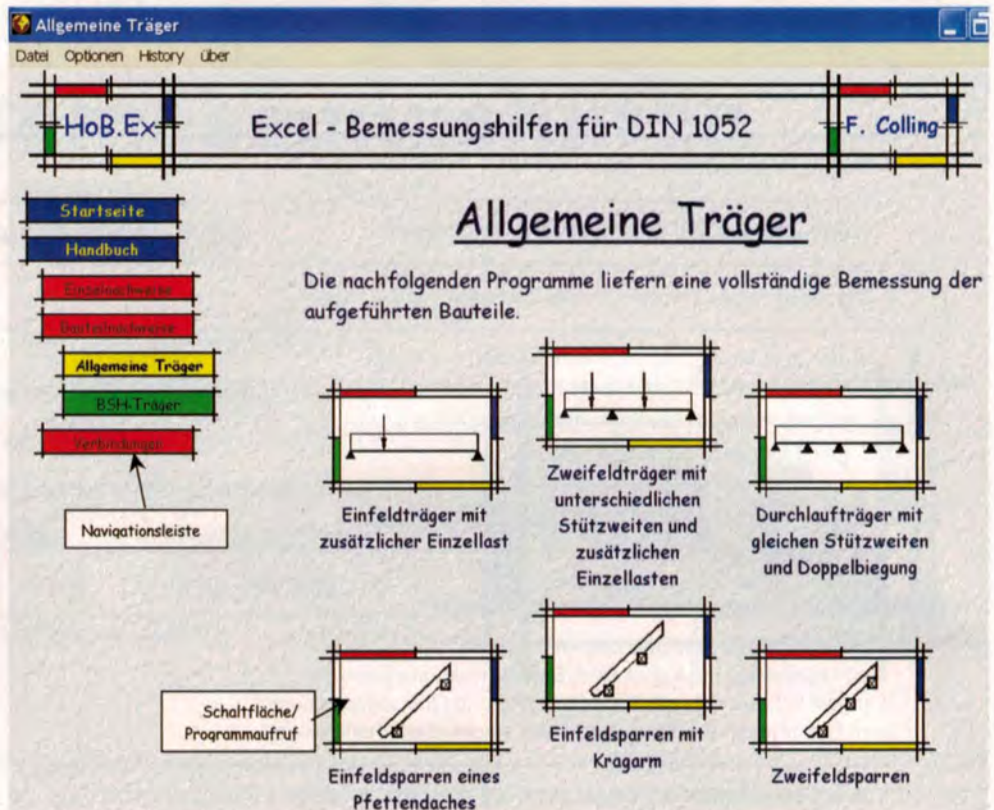 Allgemeine Träger
Datei Optionen History über
HoB.Ex
Excel - Bemessungshilfen für DIN 1052
F. Colling
Startseite
Handbuch
Einzelnachweise
Bauteilnachweise
Allgemeine Träger
BSH-Träger
Verbindungen
Navigationsleiste
Allgemeine Träger
Die nachfolgenden Programme liefern eine vollständige Bemessung der
aufgeführten Bauteile.
Einfeldträger mit
zusätzlicher Einzellast
Zweifeldträger mit
unterschiedlichen
Stützweiten und
zusätzlichen
Einzellasten
Durchlaufträger mit
gleichen Stützweiten
und Doppelbiegung
Schaltfläche/
Programmaufruf
Einfeldsparren eines
Pfettendaches
Einfeldsparren mit
Kragarm
Zweifeldsparren